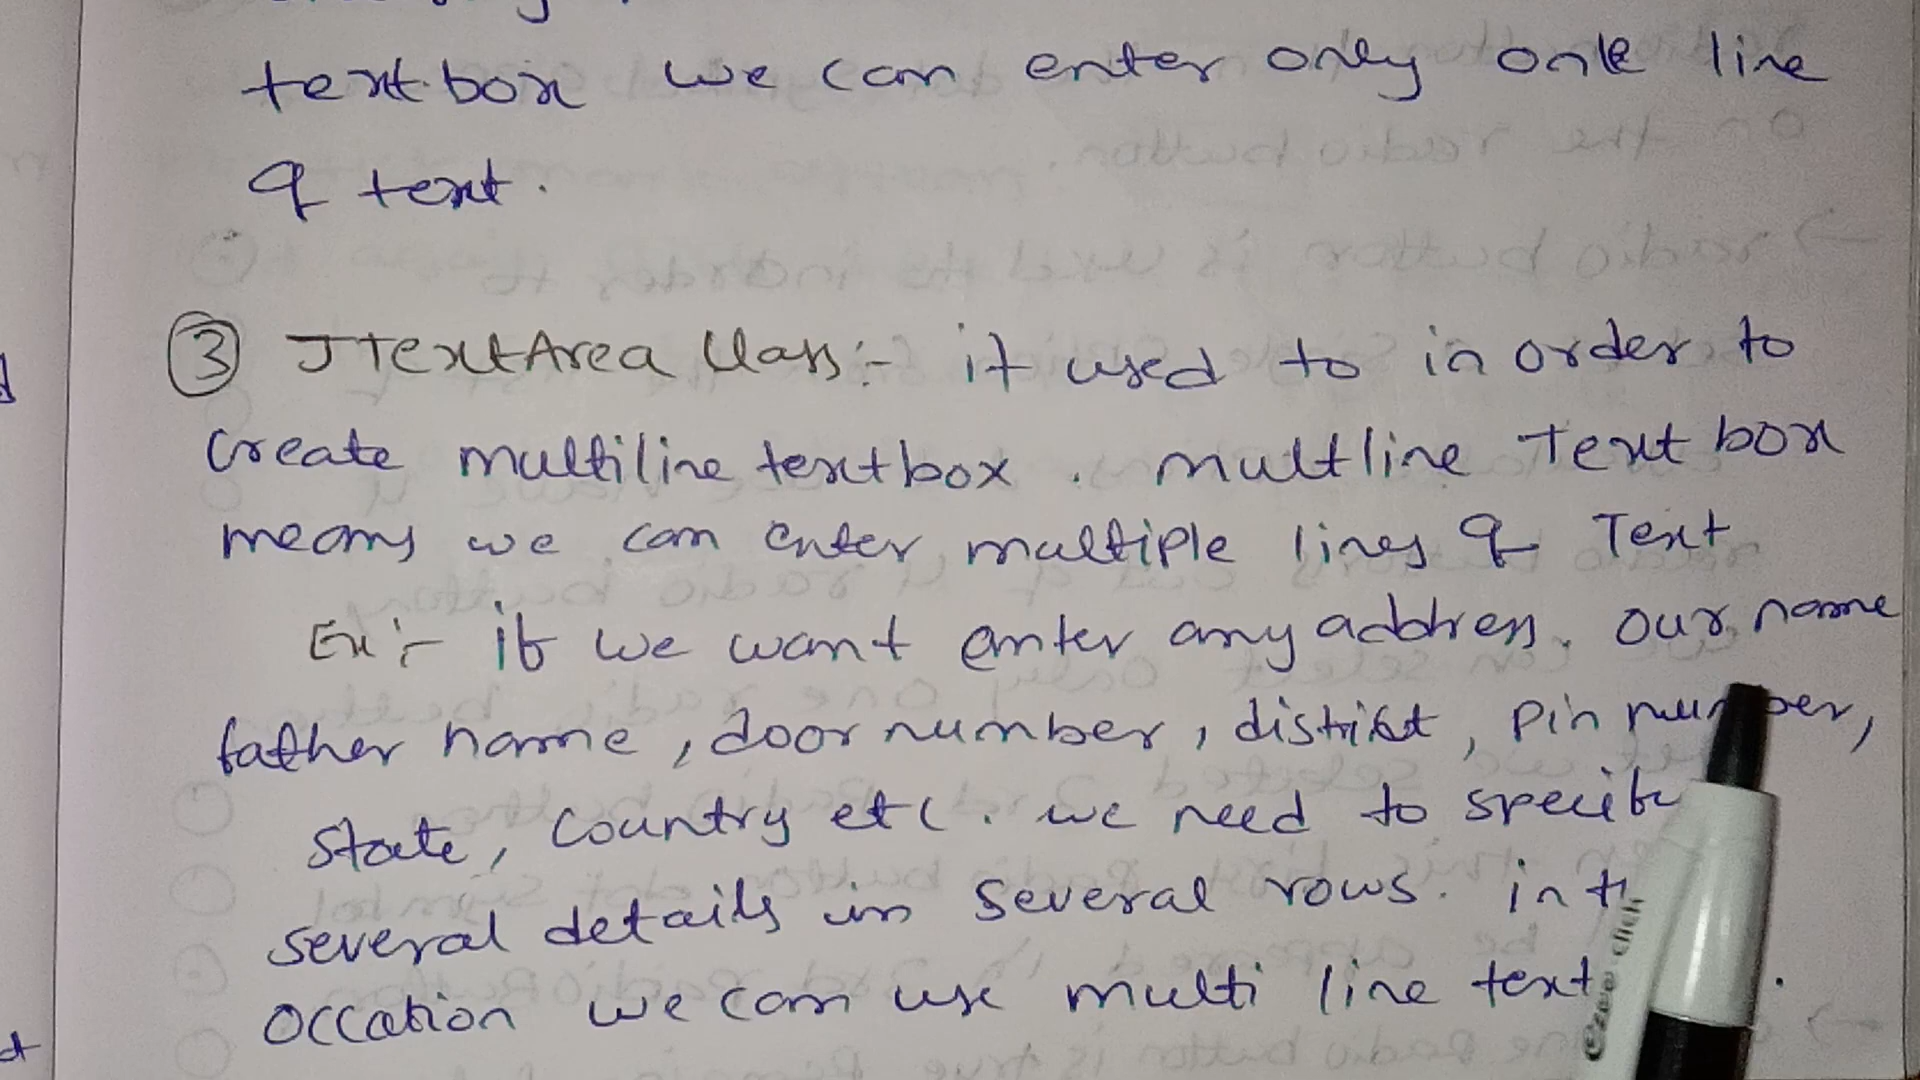 textbox we can enter only one line
of text.
③ JTextArea Class:- it used to in order to
create multiline textbox. multline Text box
means we can enter multiple lines of Text
Ex:- if we want enter any address. our name
father name, door number, district, pin number,
state, country etc. we need to specify
several details in several rows. in
occation we can use multi line text
click